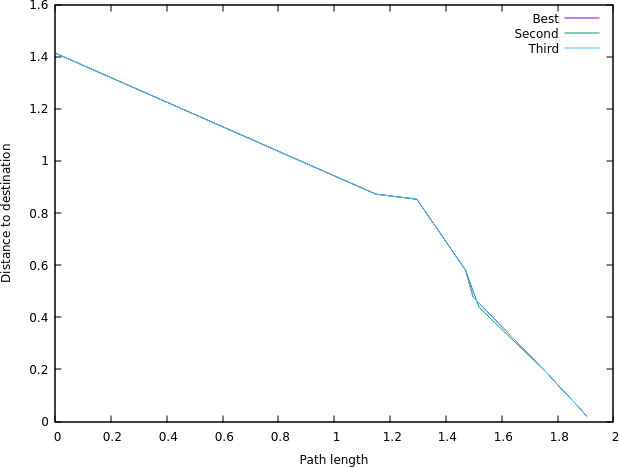 1.6
1.4
1.2
1
0.8
0.6
0.4
0.2
0
0 0.2 0.4 0.6 0.8 1 1.2 1.4 1.6 1.8 2
Distance to destination
Path length
Best
Second
Third